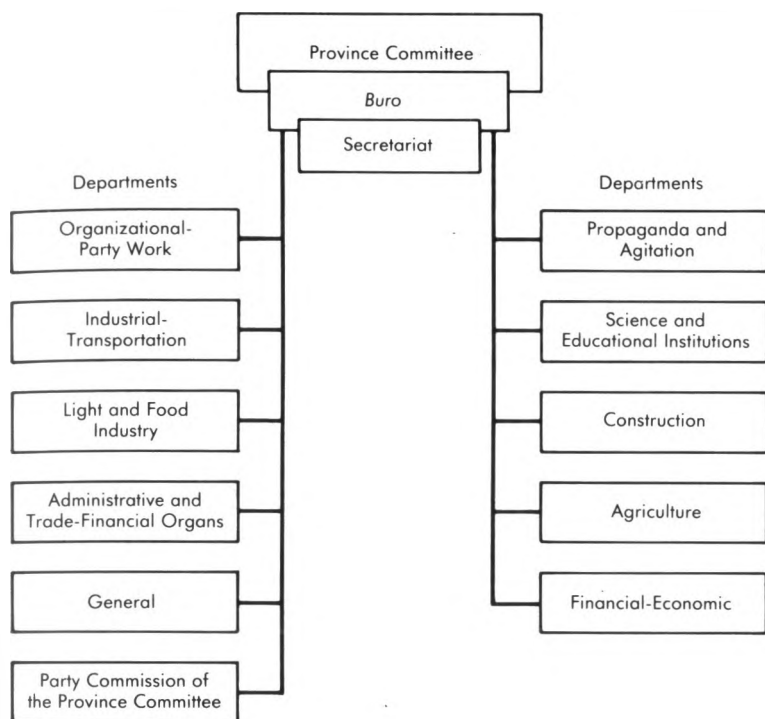 Province Committee
Buro
Secretariat
Departments
Organizational-
Party Work
Industrial-
Transportation
Light and Food
Industry
Administrative and
Trade-Financial Organs
General
Party Commission of
the Province Committee
Departments
Propaganda and
Agitation
Science and
Educational Institutions
Construction
Agriculture
Financial-Economic